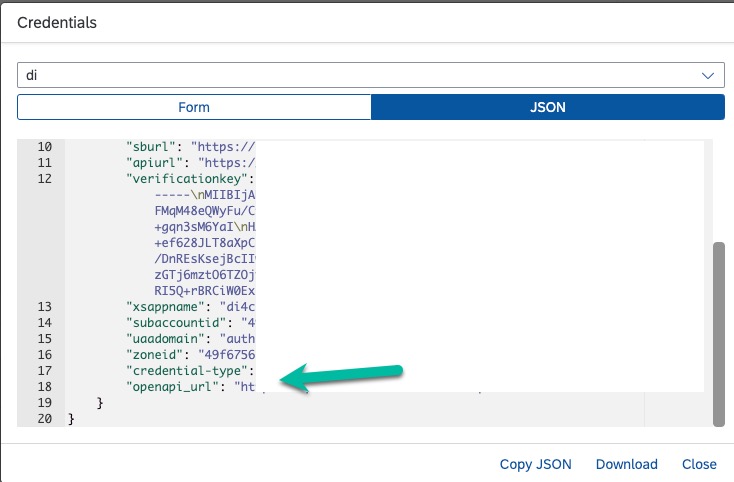 Credentials
di
Form JSON
10 "sburl": "https://
11 "apiurl": "https:/
12 "verificationkey":
-----\nMIIBIjA
FMqM48eQWyFu/C
+gqn3sM6YaI\nH
+ef628JLT8aXpC
/DnREsKsejBcII
zGTj6mztO6TZOj
RI5Q+rBRCiW0Ex
13 "xsappname": "di4c
14 "subaccountid": "4
15 "uaadomain": "auth
16 "zoneid": "49f6756
17 "credential-type":
18 "openapi_url": "ht
19 }
20 }
Copy JSON Download Close